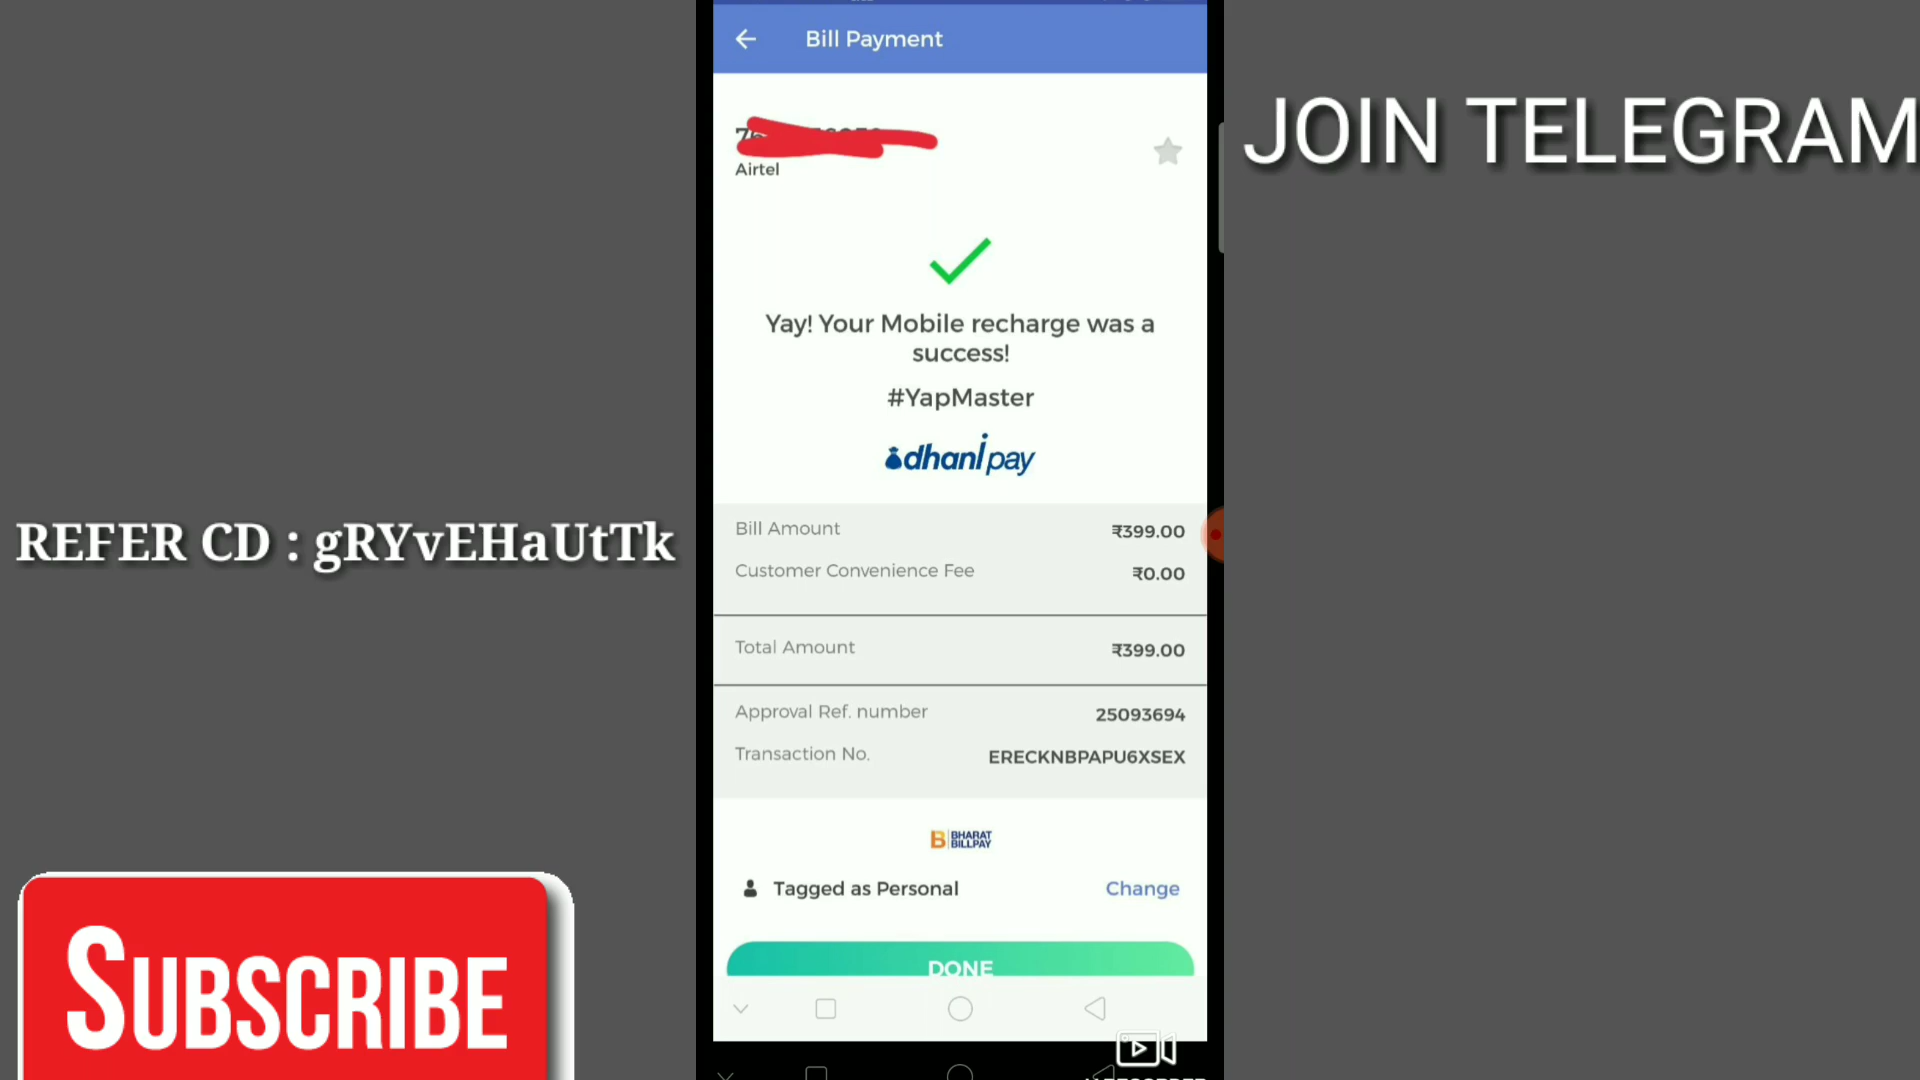 Bill Payment
JOIN TELEGRAM
Airtel
Yay! Your Mobile recharge was a
success!
#YapMaster
dhani pay
Bill Amount ₹399.00
Customer Convenience Fee ₹0.00
REFER CD : gRYvEHaUtTk
Total Amount ₹399.00
Approval Ref. number 25093694
Transaction No. ERECKNBPAPU6XSEX
B BHARAT
BILLPAY
Tagged as Personal Change
DONE
SUBSCRIBE